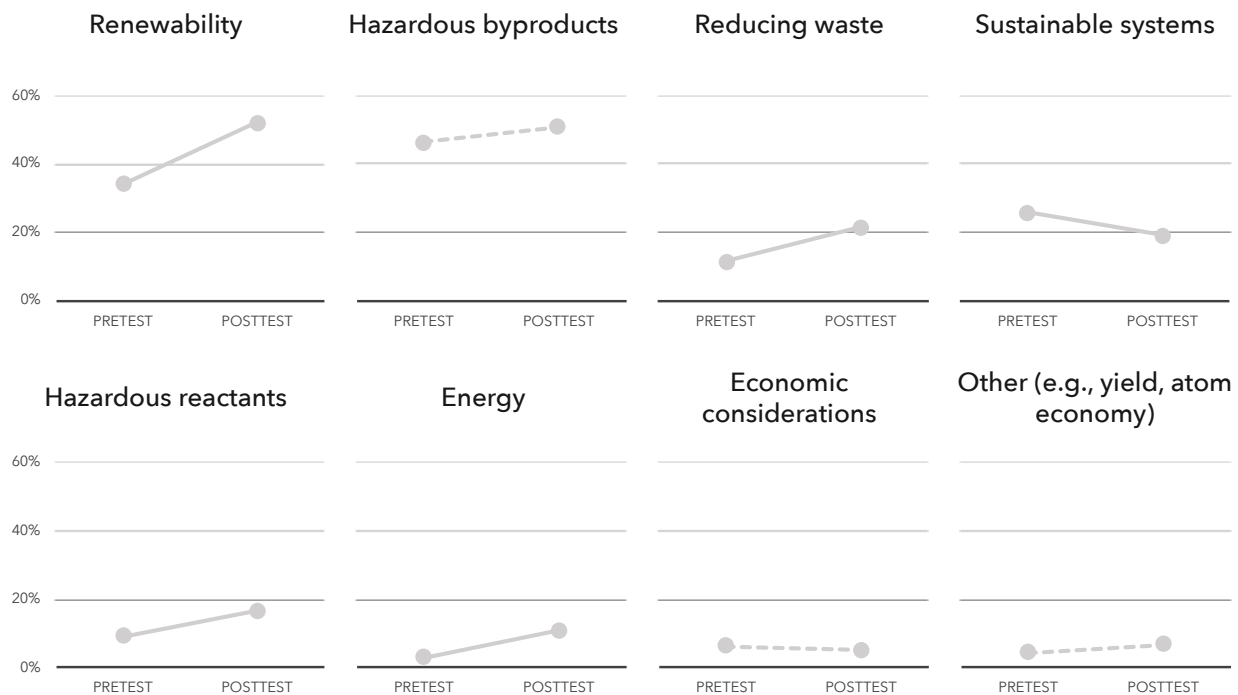 Renewability
Hazardous byproducts
Reducing waste
Sustainable systems
60%
40%
20%
0%
PRETEST POSTTEST
PRETEST POSTTEST
PRETEST POSTTEST
PRETEST POSTTEST
Hazardous reactants
Energy
Economic
considerations
Other (e.g., yield, atom
economy)
60%
40%
20%
0%
PRETEST POSTTEST
PRETEST POSTTEST
PRETEST POSTTEST
PRETEST POSTTEST